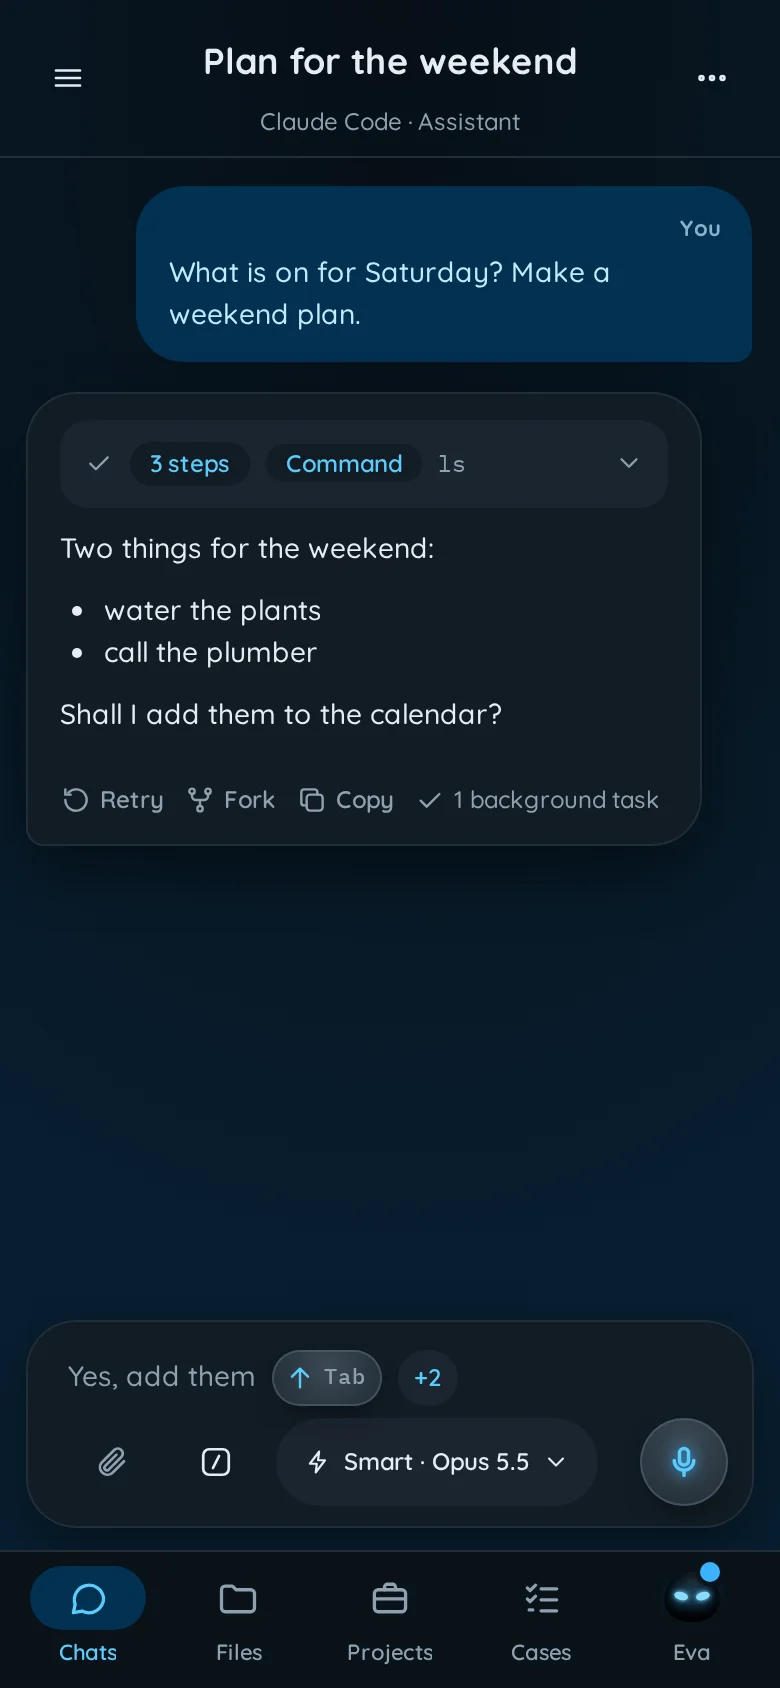 Plan for the weekend
Claude Code · Assistant
You
What is on for Saturday? Make a
weekend plan.
3 steps Command ls
Two things for the weekend:
• water the plants
• call the plumber
Shall I add them to the calendar?
Retry Fork Copy 1 background task
Yes, add them Tab +2
Smart · Opus 5.5
Chats Files Projects Cases Eva